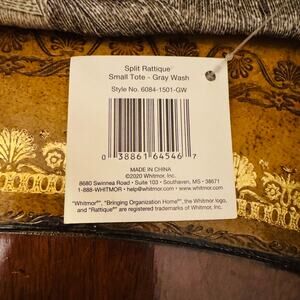 Split Rattique®
Small Tote - Gray Wash
Style No. 6084-1501-GW
0 38861 64546 7
MADE IN CHINA
©2020 Whitmor, Inc.
8680 Swinnea Road • Suite 103 • Southaven, MS • 38671
1-888-WHITMOR • help@whitmor.com • whitmor.com
"Whitmor®", "Bringing Organization Home®", the Whitmor logo,
and "Rattique®" are registered trademarks of Whitmor, Inc.